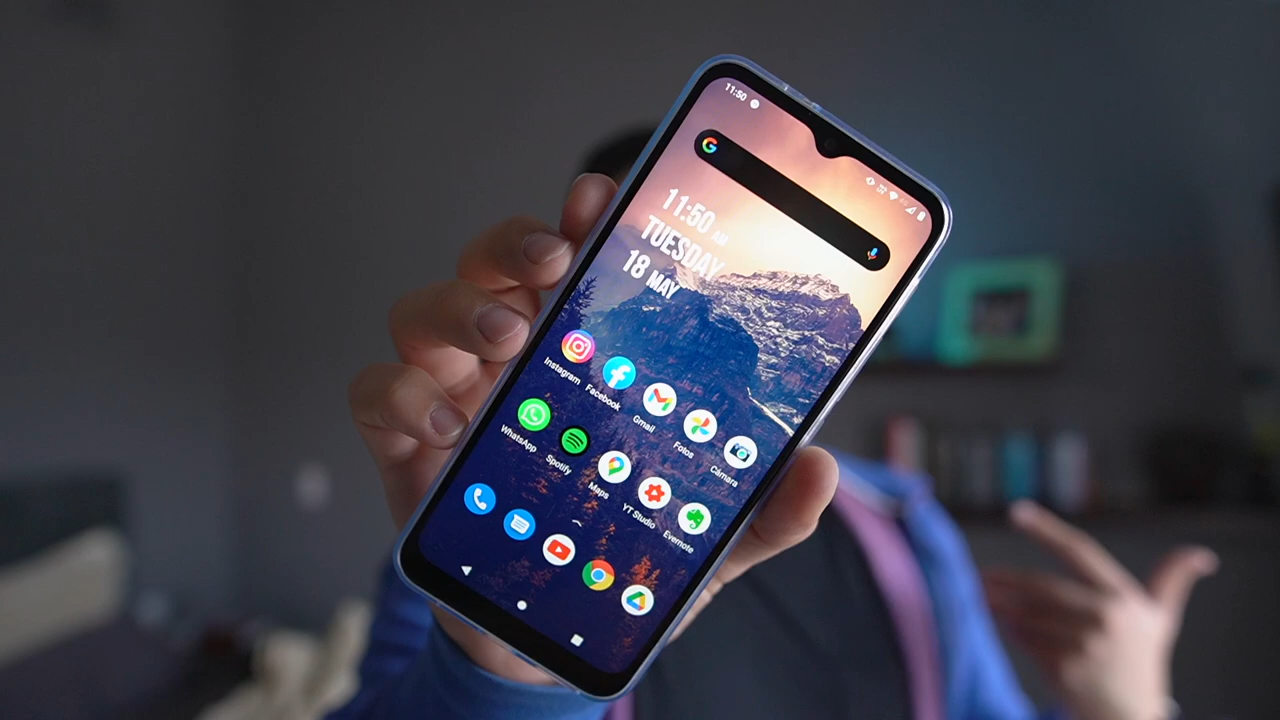 11:50
11:50 AM
TUESDAY
18 MAY
Instagram
Facebook
Gmail
Fotos
Cámara
WhatsApp
Spotify
Maps
YT Studio
Evernote